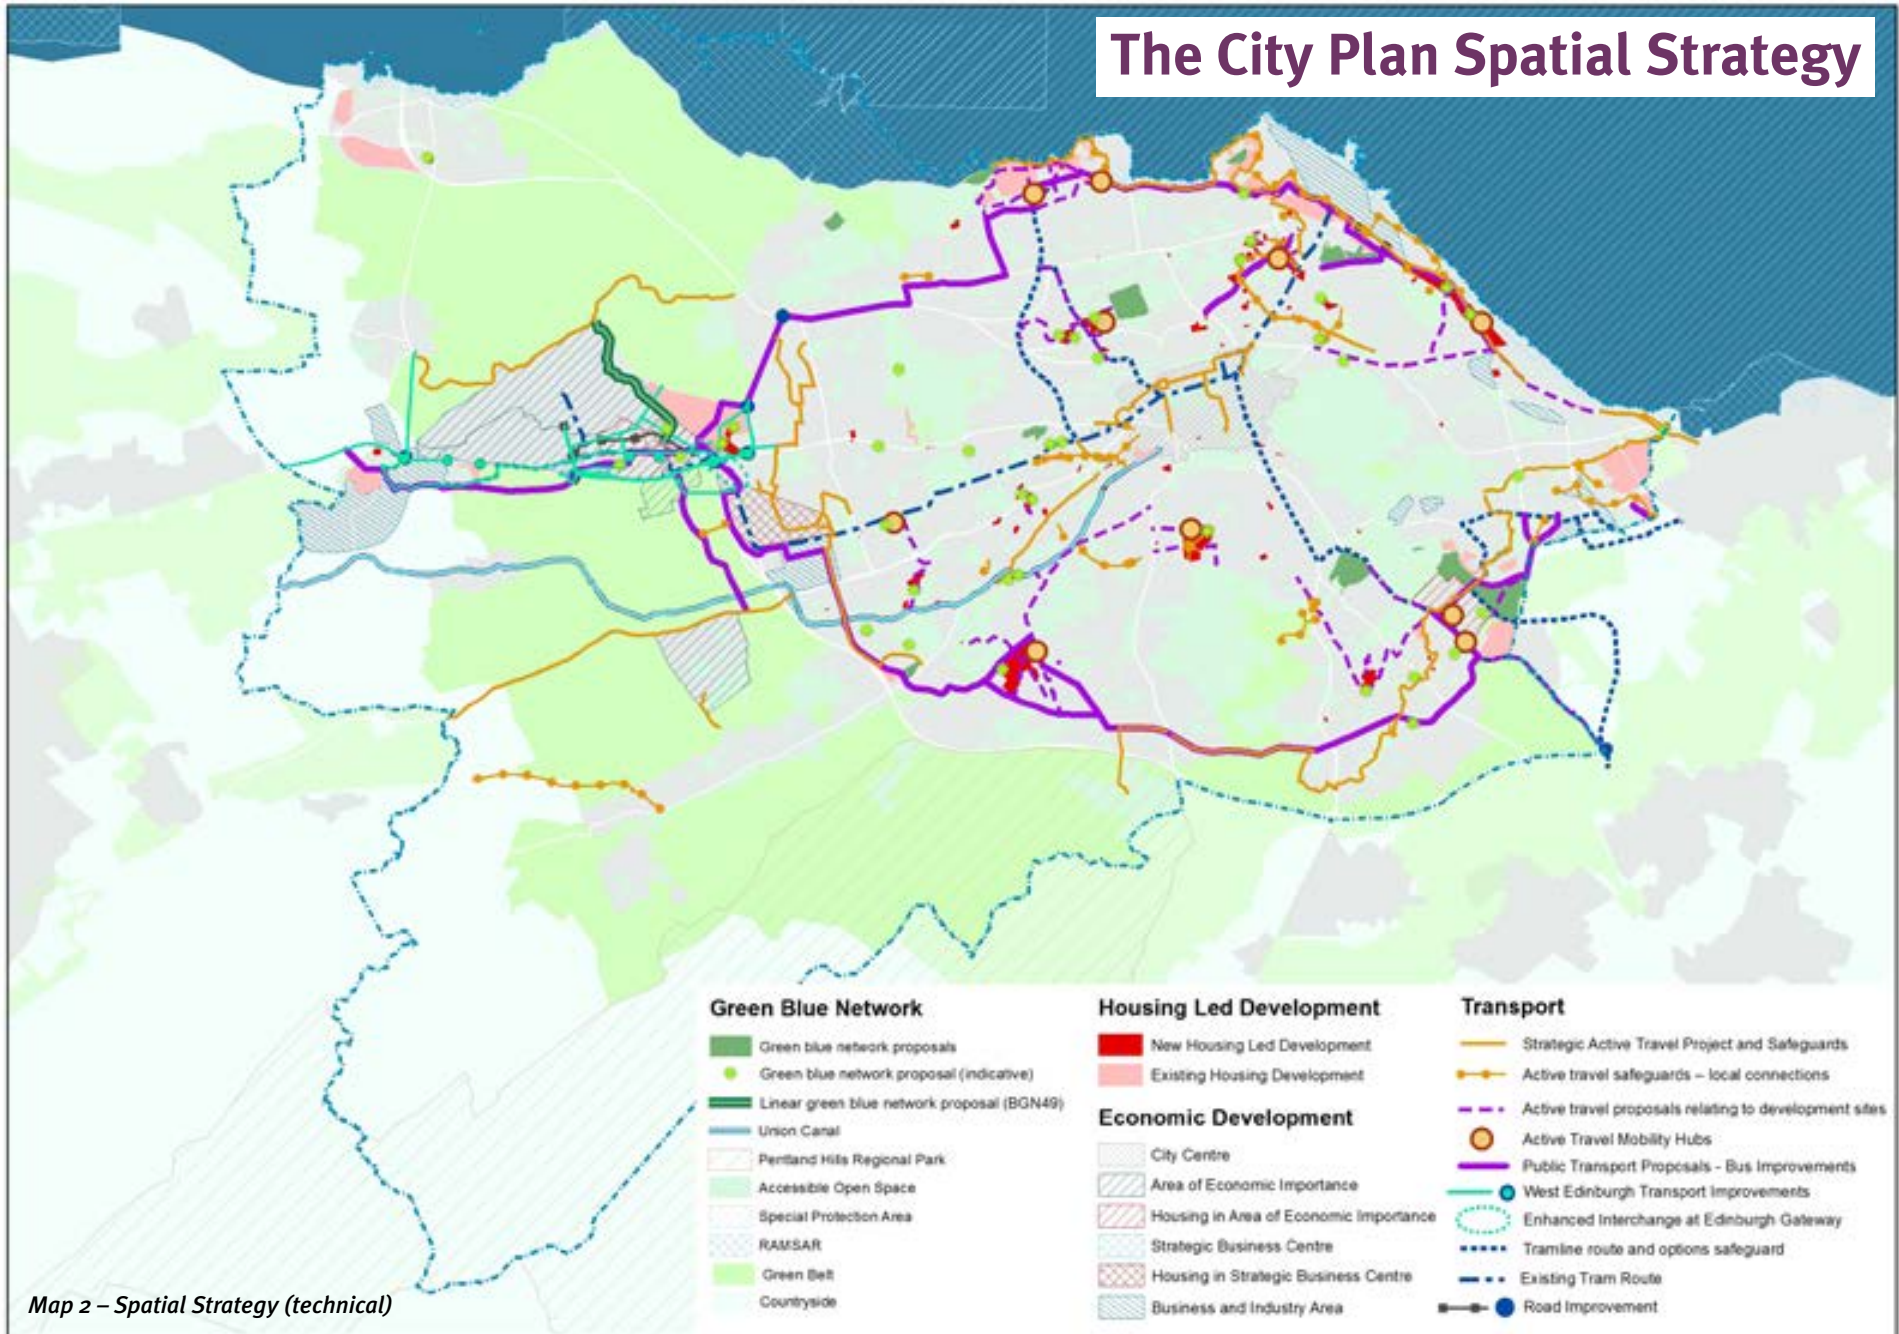 The City Plan Spatial Strategy
Green Blue Network
Green blue network proposals
Green blue network proposal (indicative)
Linear green blue network proposal (BGN49)
Union Canal
Pentland Hills Regional Park
Accessible Open Space
Special Protection Area
RAMSAR
Green Belt
Countryside
Housing Led Development
New Housing Led Development
Existing Housing Development
Economic Development
City Centre
Area of Economic Importance
Housing in Area of Economic Importance
Strategic Business Centre
Housing in Strategic Business Centre
Business and Industry Area
Transport
Strategic Active Travel Project and Safeguards
Active travel safeguards – local connections
Active travel proposals relating to development sites
Active Travel Mobility Hubs
Public Transport Proposals - Bus Improvements
West Edinburgh Transport Improvements
Enhanced Interchange at Edinburgh Gateway
Tramline route and options safeguard
Existing Tram Route
Road Improvement
Map 2 – Spatial Strategy (technical)